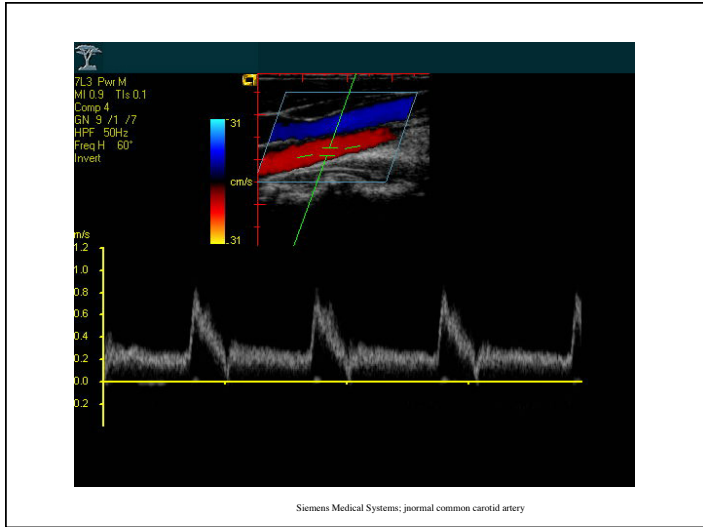 7L3 Pwr M
MI 0.9 TIs 0.1
Comp 4
GN 9 /1 /7
HPF 50Hz
Freq H 60°
Invert
31
cm/s
31
m/s
1.2
1.0
0.8
0.6
0.4
0.2
0.0
0.2
Siemens Medical Systems; jnormal common carotid artery